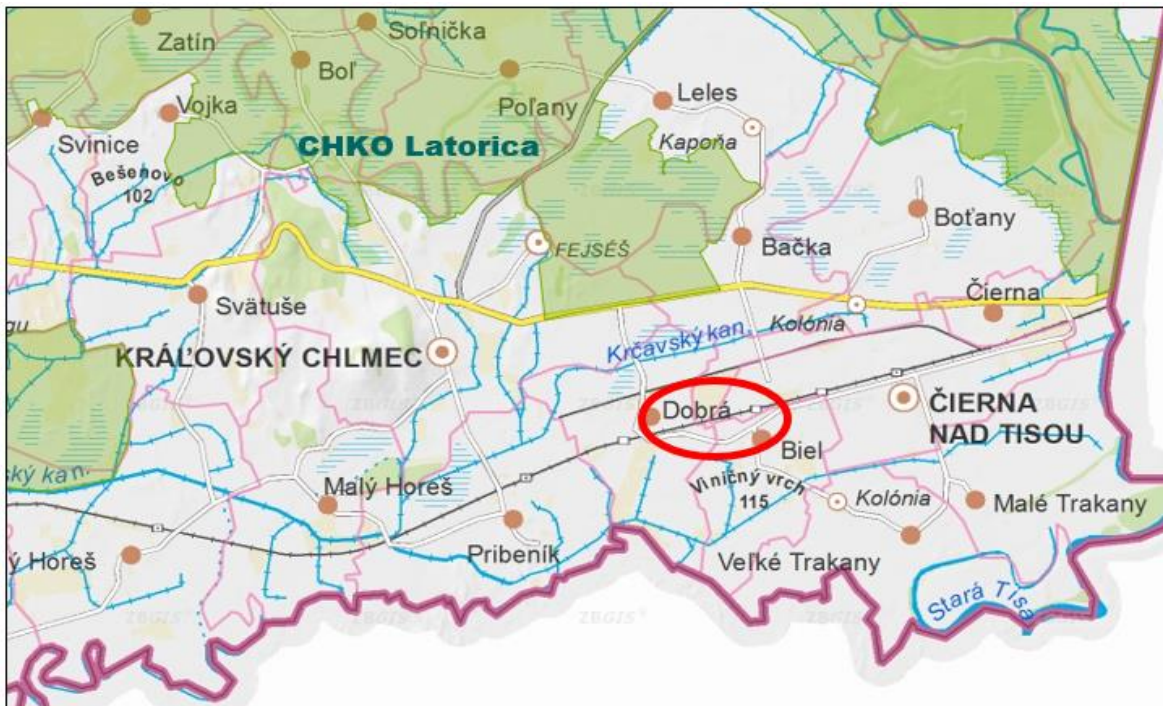 Zatín
Soľnička
Boľ
Poľany
Leles
Vojka
Kapoňa
Svinice
CHKO Latorica
Bešenovo
102
Boťany
Bačka
FEJSÉŠ
Svätuše
Čierna
Kolónia
Krčavský kan.
KRÁĽOVSKÝ CHLMEC
Dobrá
ČIERNA
NAD TISOU
Biel
Viničný vrch
115
Malý Horeš
Kolónia
Malé Trakany
Pribeník
Veľké Trakany
Stará Tisa
ZBGIS®